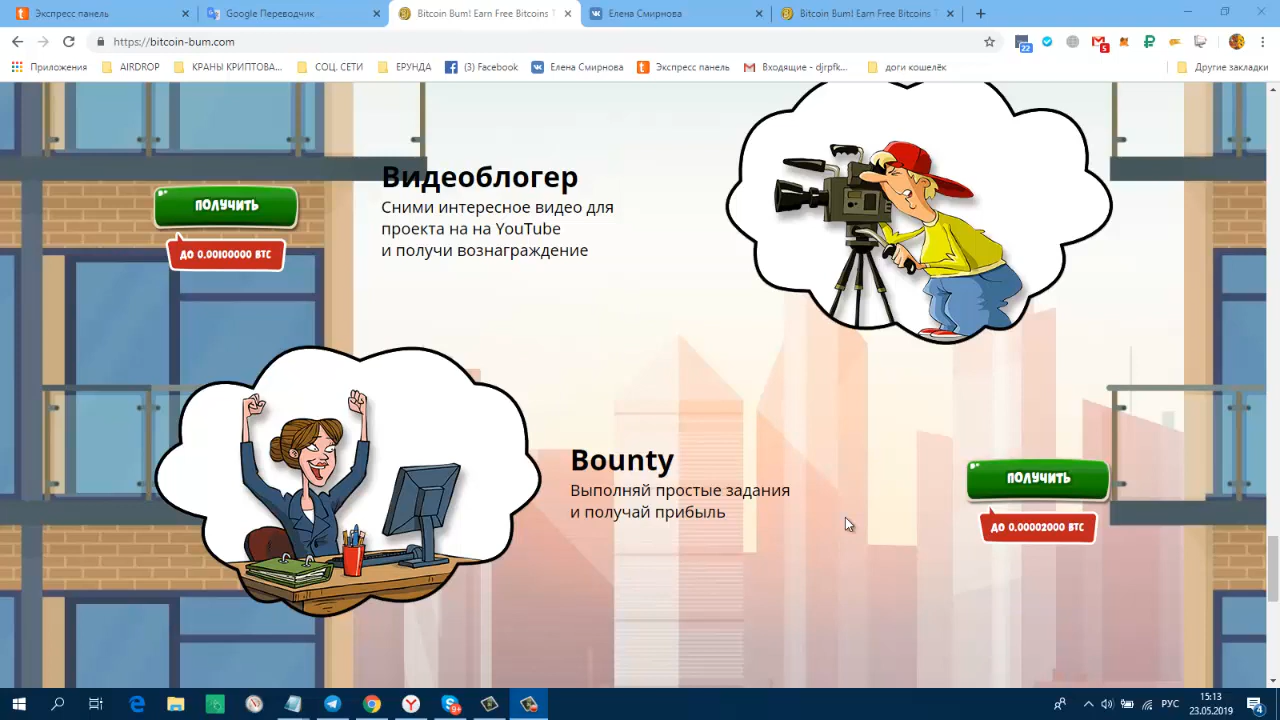 Экспресс панель
Google Переводчик
Bitcoin Bum! Earn Free Bitcoins
Елена Смирнова
Bitcoin Bum! Earn Free Bitcoins
https://bitcoin-bum.com
22
5
Приложения
AIRDROP
КРАНЫ КРИПТОВА...
СОЦ. СЕТИ
ЕРУНДА
(3) Facebook
Елена Смирнова
Экспресс панель
Входящие - djrpfk...
доги кошелёк
Другие закладки
Видеоблогер
Сними интересное видео для
проекта на на YouTube
и получи вознаграждение
ПОЛУЧИТЬ
ДО 0.00100000 BTC
Bounty
Выполняй простые задания
и получай прибыль
ПОЛУЧИТЬ
ДО 0.00002000 BTC
РУС
15:13
23.05.2019
4